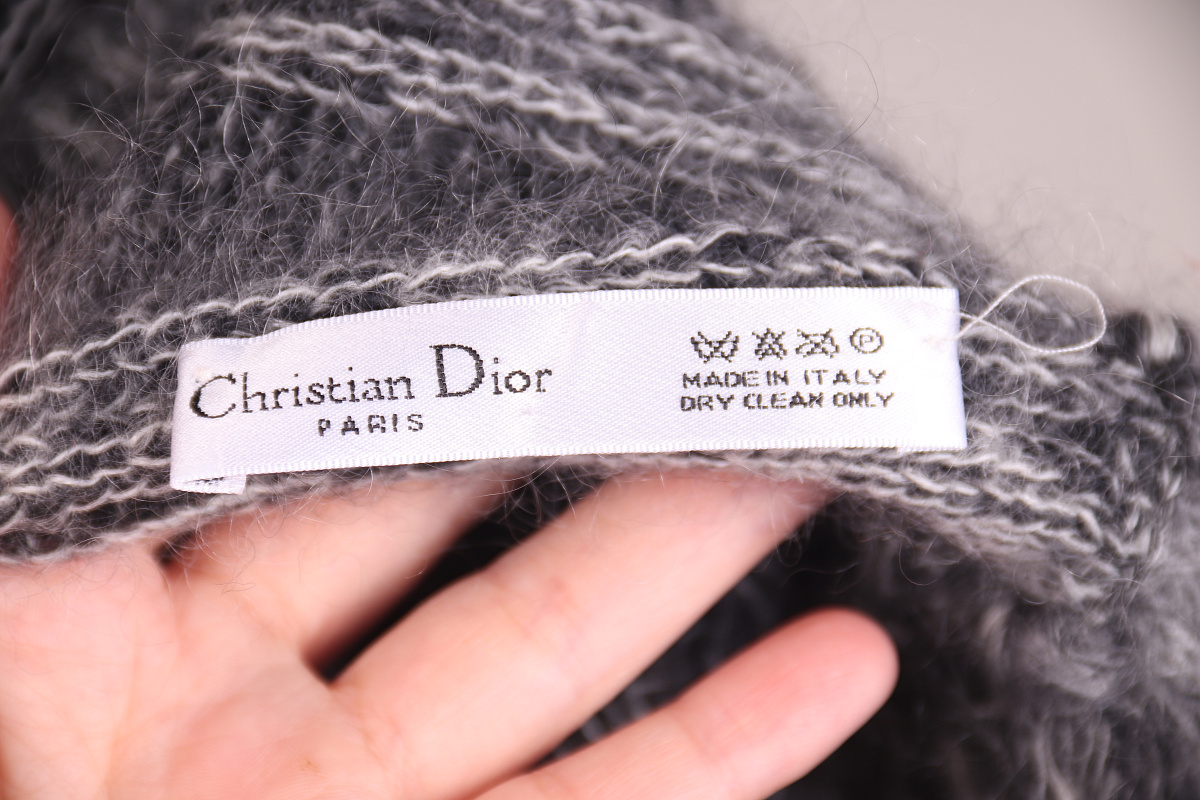 Christian Dior
PARIS
Ⓟ
MADE IN ITALY
DRY CLEAN ONLY